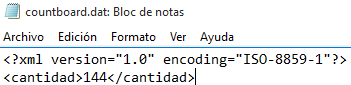 countboard.dat: Bloc de notas
Archivo Edición Formato Ver Ayuda
<?xml version="1.0" encoding="ISO-8859-1"?>
<cantidad>144</cantidad>